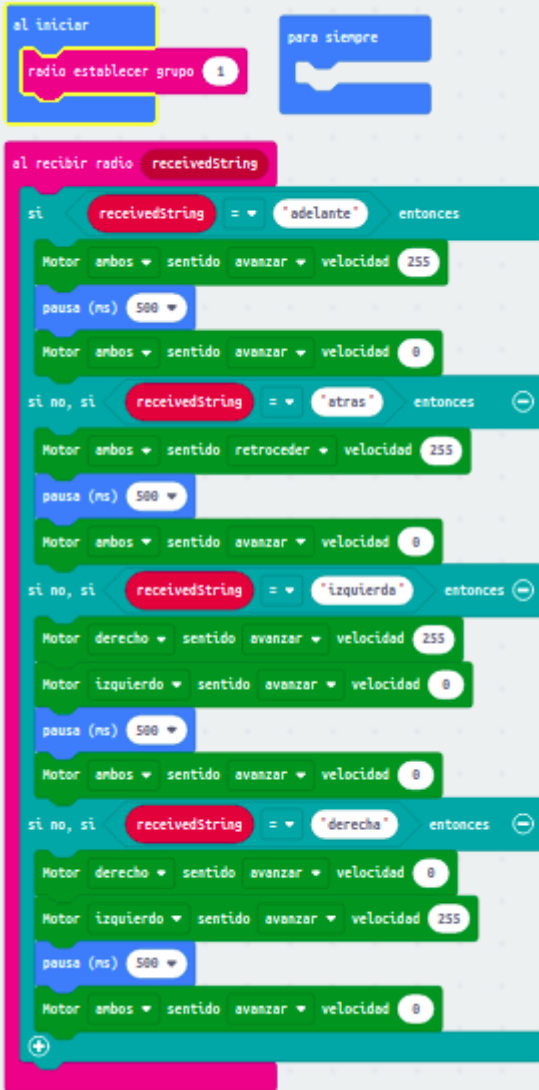 al iniciar
radio establecer grupo 1
para siempre
al recibir radio receivedString
si receivedString = "adelante" entonces
Motor ambos sentido avanzar velocidad 255
pausa (ms) 500
Motor ambos sentido avanzar velocidad 0
si no, si receivedString = "atras" entonces
Motor ambos sentido retroceder velocidad 255
pausa (ms) 500
Motor ambos sentido avanzar velocidad 0
si no, si receivedString = "izquierda" entonces
Motor derecho sentido avanzar velocidad 255
Motor izquierdo sentido avanzar velocidad 0
pausa (ms) 500
Motor ambos sentido avanzar velocidad 0
si no, si receivedString = "derecha" entonces
Motor derecho sentido avanzar velocidad 0
Motor izquierdo sentido avanzar velocidad 255
pausa (ms) 500
Motor ambos sentido avanzar velocidad 0